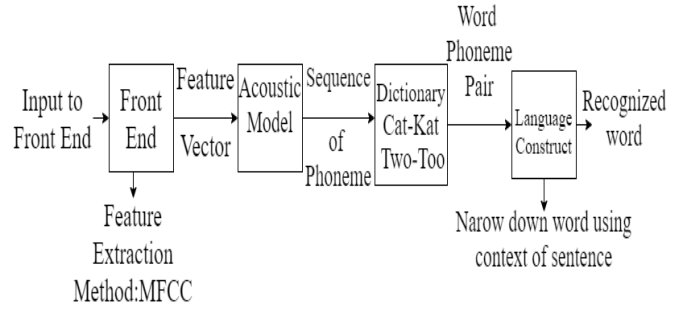 Input to
Front End
Front
End
Feature
Extraction
Method:MFCC
Feature
Vector
Acoustic
Model
Sequence
of
Phoneme
Dictionary
Cat-Kat
Two-Too
Word
Phoneme
Pair
Language
Construct
Narow down word using
context of sentence
Recognized
word